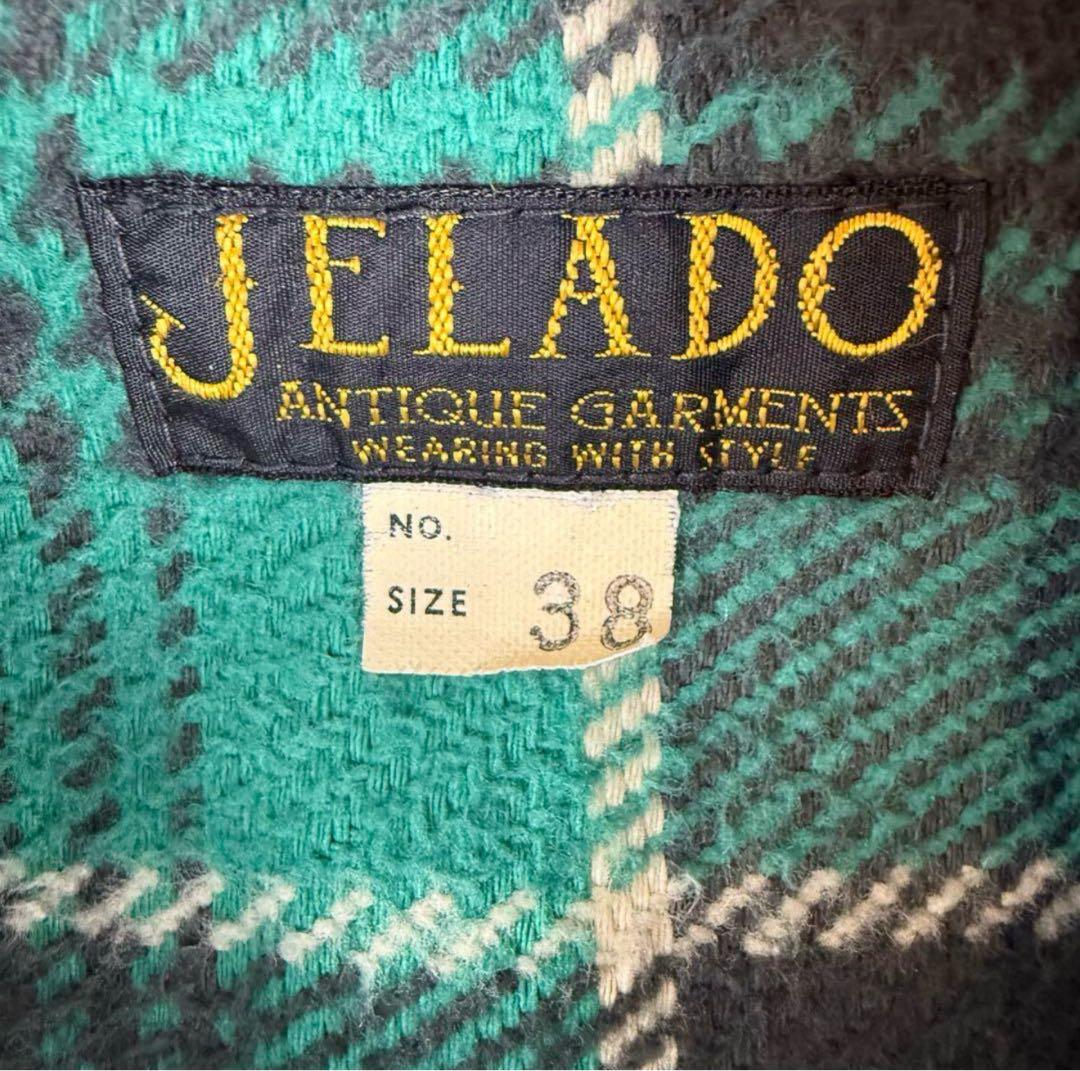 JELADO
ANTIQUE GARMENTS
WEARING WITH STYLE
NO.
SIZE 38